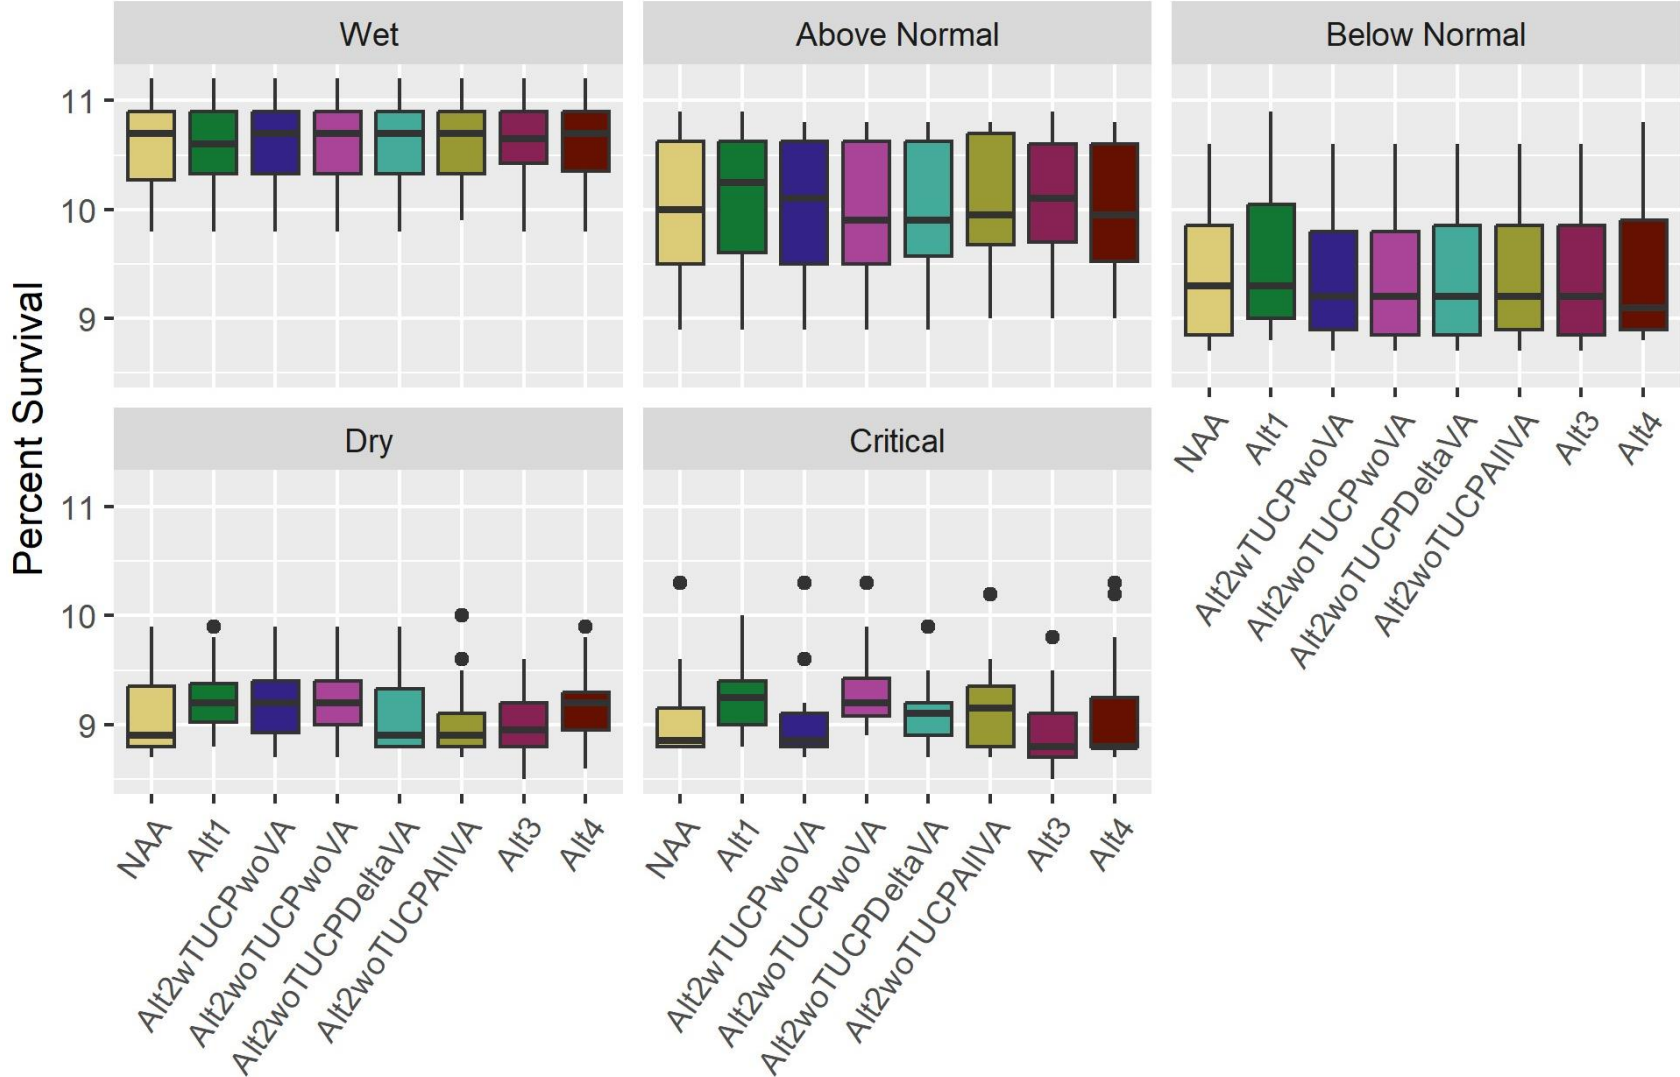 Wet
Above Normal
Below Normal
11
10
9
Percent Survival
NAA
Alt1
Alt2wTUCPwoVA
Alt2woTUCPwoVA
Alt2woTUCPDeltaVA
Alt2woTUCPAllVA
Alt3
Alt4
Dry
Critical
11
10
9
NAA
Alt1
Alt2wTUCPwoVA
Alt2woTUCPwoVA
Alt2woTUCPDeltaVA
Alt2woTUCPAllVA
Alt3
Alt4
NAA
Alt1
Alt2wTUCPwoVA
Alt2woTUCPwoVA
Alt2woTUCPDeltaVA
Alt2woTUCPAllVA
Alt3
Alt4